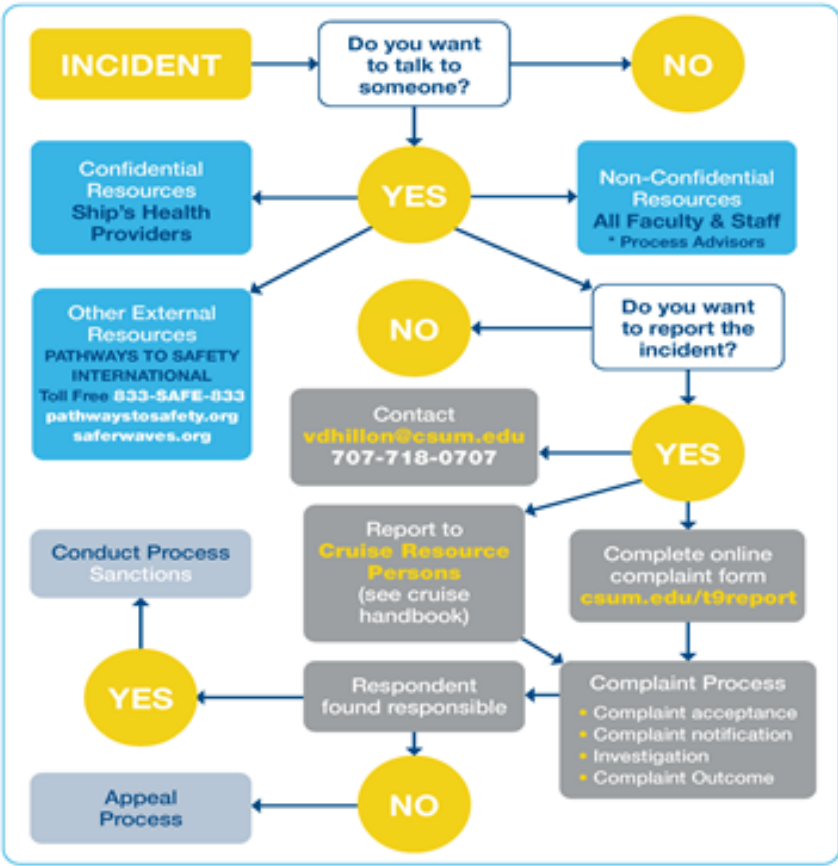 INCIDENT
Do you want
to talk to
someone?
NO
Confidential
Resources
Ship's Health
Providers
YES
Non-Confidential
Resources
All Faculty & Staff
* Process Advisors
Other External
Resources
PATHWAYS TO SAFETY
INTERNATIONAL
Toll Free 833-SAFE-833
pathwaystosafety.org
saferwaves.org
NO
Do you want
to report the
incident?
Contact
vdhillon@csum.edu
707-718-0707
YES
Conduct Process
Sanctions
Report to
Cruise Resource
Persons
(see cruise
handbook)
Complete online
complaint form
csum.edu/t9report
YES
Respondent
found responsible
Complaint Process
• Complaint acceptance
• Complaint notification
• Investigation
• Complaint Outcome
Appeal
Process
NO